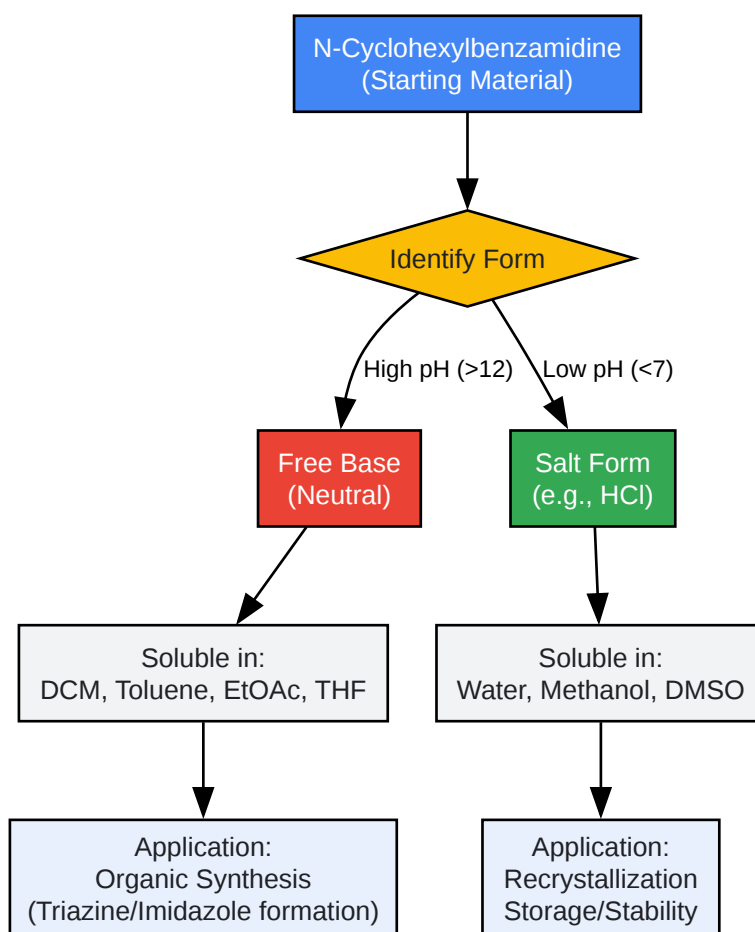 N-Cyclohexylbenzamidine
(Starting Material)
Identify Form
High pH (>12)
Low pH (<7)
Free Base
(Neutral)
Salt Form
(e.g., HCl)
Soluble in:
DCM, Toluene, EtOAc, THF
Soluble in:
Water, Methanol, DMSO
Application:
Organic Synthesis
(Triazine/Imidazole formation)
Application:
Recrystallization
Storage/Stability